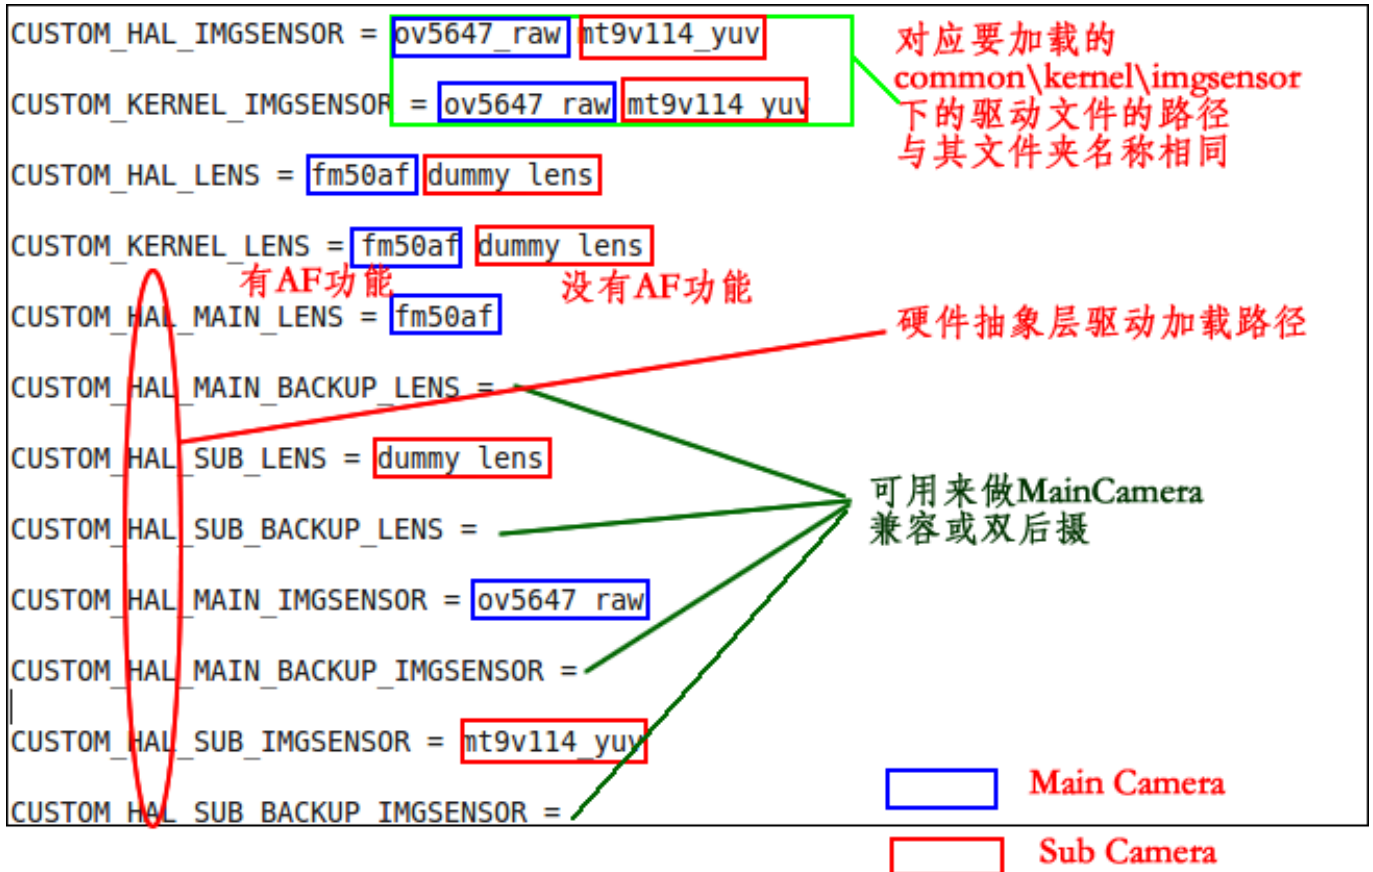 CUSTOM_HAL_IMGSENSOR = ov5647_raw mt9v114_yuv
对应要加载的
common\kernel\imgsensor
CUSTOM_KERNEL_IMGSENSOR = ov5647_raw mt9v114_yuv
下的驱动文件的路径
与其文件夹名称相同
CUSTOM_HAL_LENS = fm50af dummy_lens
CUSTOM_KERNEL_LENS = fm50af dummy_lens
有AF功能 没有AF功能
CUSTOM_HAL_MAIN_LENS = fm50af
硬件抽象层驱动加载路径
CUSTOM_HAL_MAIN_BACKUP_LENS =
CUSTOM_HAL_SUB_LENS = dummy_lens
可用来做MainCamera
兼容或双后摄
CUSTOM_HAL_SUB_BACKUP_LENS =
CUSTOM_HAL_MAIN_IMGSENSOR = ov5647_raw
CUSTOM_HAL_MAIN_BACKUP_IMGSENSOR =
CUSTOM_HAL_SUB_IMGSENSOR = mt9v114_yuv
Main Camera
CUSTOM_HAL_SUB_BACKUP_IMGSENSOR =
Sub Camera